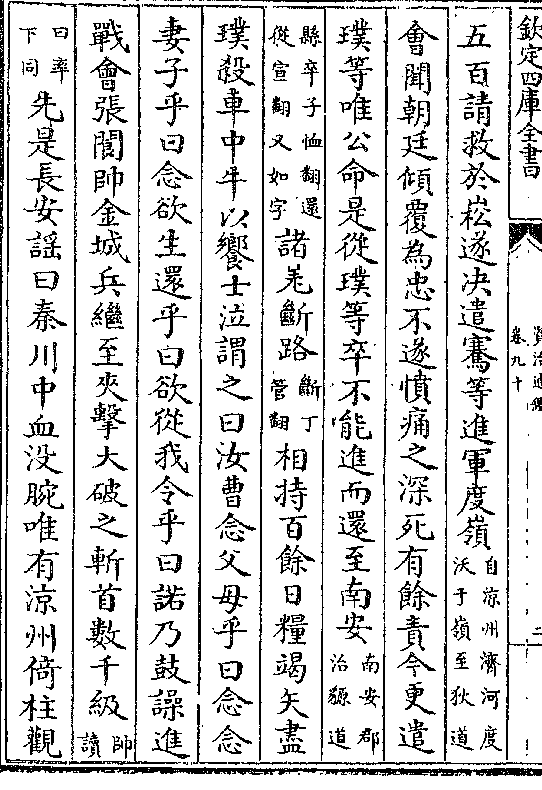 欽定四庫全書
資治通鑑
卷九十
二
五百請救於崧遂決遣騫等進軍度嶺自涼州濟河度沃于嶺至狄道
會聞朝廷傾覆為忠不遂憤痛之深死有餘責今更遣
璞等唯公命是從璞等卒不能進而還至南安南安郡治䝠道
縣卒子恤翻還從宣翻又如字諸羌斷路斷丁管翻相持百餘日糧竭矢盡
璞殺車中牛以饗士泣謂之曰汝曹念父母乎曰念念
妻子乎曰念欲生還乎曰欲從我令乎曰諾乃鼓譟進
戰會張閬帥金城兵繼至夾擊大破之斬首數千級帥讀
曰率下同先是長安謡曰秦川中血没腕唯有涼州倚柱觀